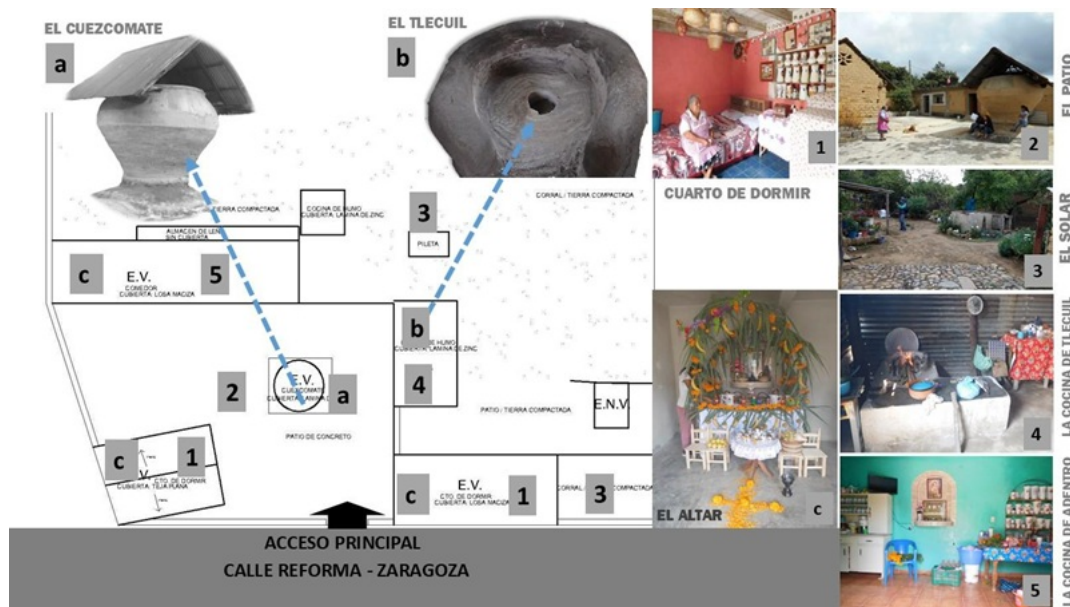 EL CUEZCOMATE
a
EL TLECUIL
b
1
CUARTO DE DORMIR
2
EL PATIO
3
EL SOLAR
4
LA COCINA DE TLECUIL
5
LA COCINA DE ADENTRO
EL ALTAR
c
TIERRA COMPACTADA
COCINA DE HUMO
CUBIERTA: LAMINA DE ZINC
CORRAL / TIERRA COMPACTADA
3
PILETA
ALMACEN DE LEÑ
SIN CUBIERTA
c
E.V.
5
COMEDOR
CUBIERTA: LOSA MACIZA
b
DE HUMO
CUBIERTA: LAMINA DE ZINC
4
2
E.V.
CUEZCOMATE
CUBIERTA: LAMINA
a
PATIO DE CONCRETO
PATIO / TIERRA COMPACTADA
E.N.V.
c
1
CTO. DE DORMIR
CUBIERTA: TEJA PLANA
c
E.V.
CTO. DE DORMIR
CUBIERTA: LOSA MACIZA
1
CORRAL /
COMPACTADA
3
ACCESO PRINCIPAL
CALLE REFORMA - ZARAGOZA